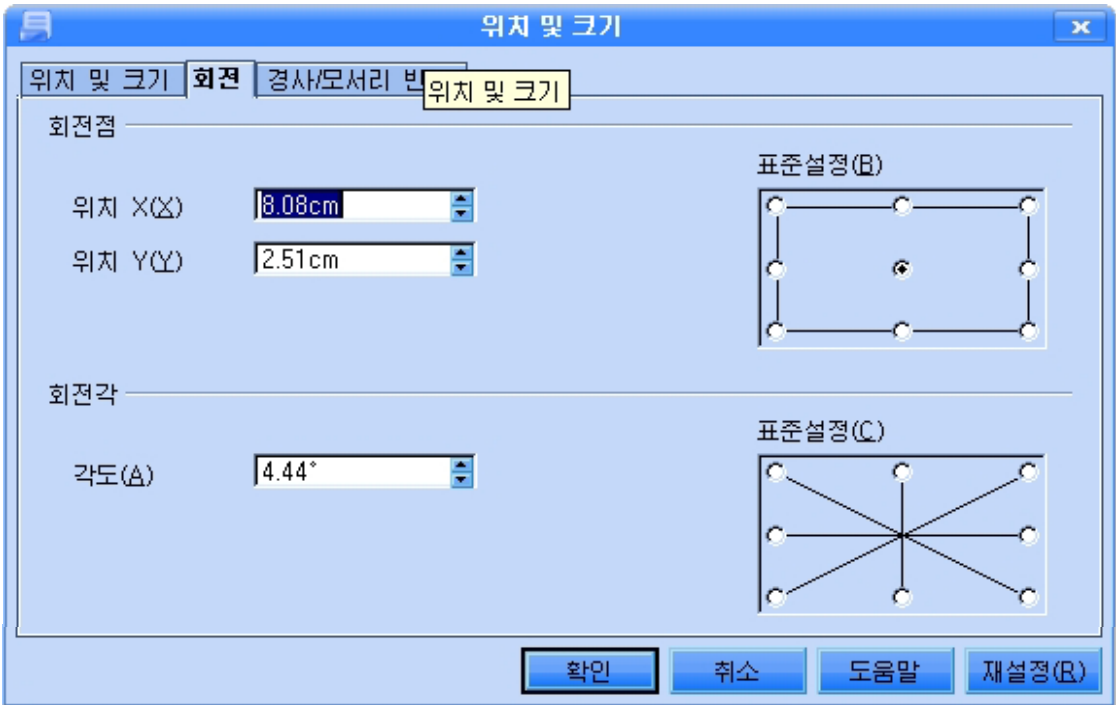 위치 및 크기
위치 및 크기 회전 경사/모서리
위치 및 크기
회전점
표준설정(B)
위치 X(X) 8.08cm
위치 Y(Y) 2.51cm
회전각
표준설정(C)
각도(A) 4.44°
확인 취소 도움말 재설정(R)